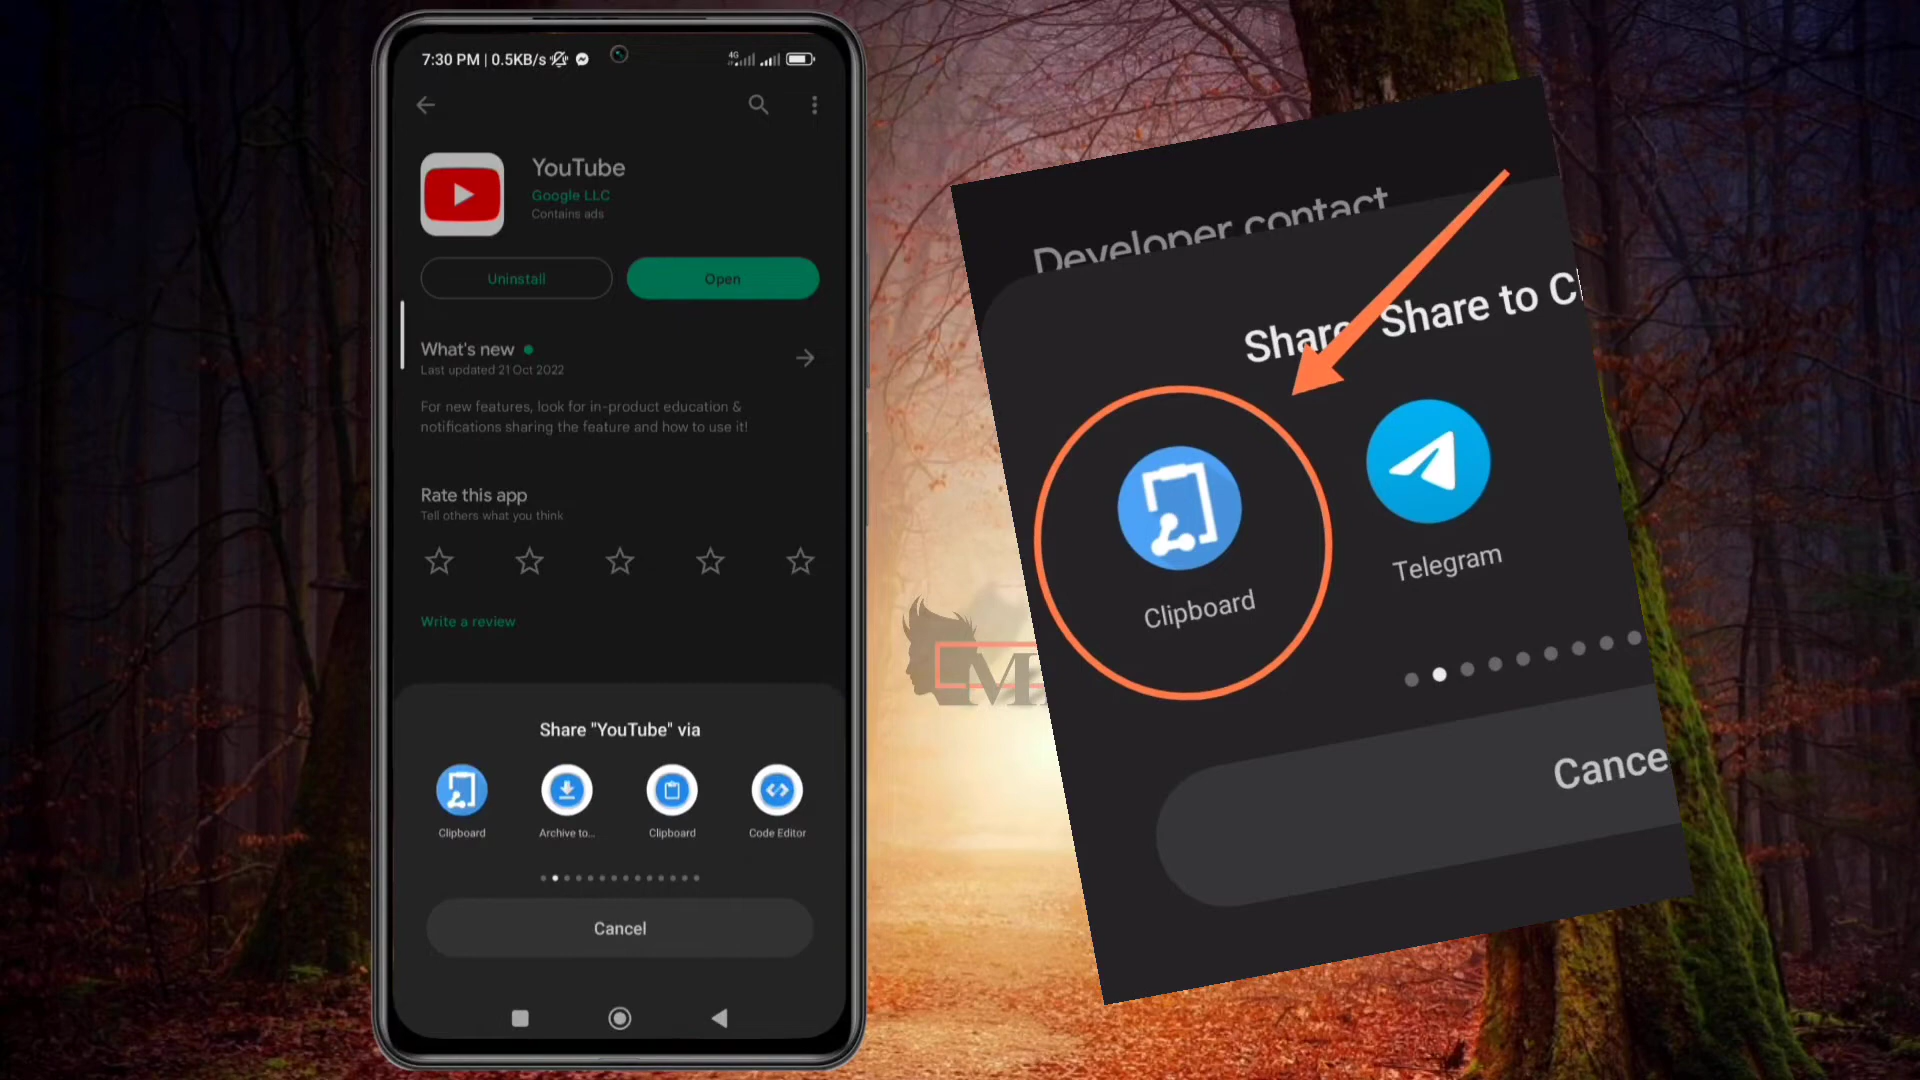 7:30 PM | 0.5KB/s
4G
YouTube
Google LLC
Contains ads
Uninstall
Open
What's new
Last updated 21 Oct 2022
For new features, look for in-product education &
notifications sharing the feature and how to use it!
Rate this app
Tell others what you think
Write a review
Share "YouTube" via
Clipboard
Archive to...
Clipboard
Code Editor
Cancel
Developer contact
Share to
Clipboard
Telegram